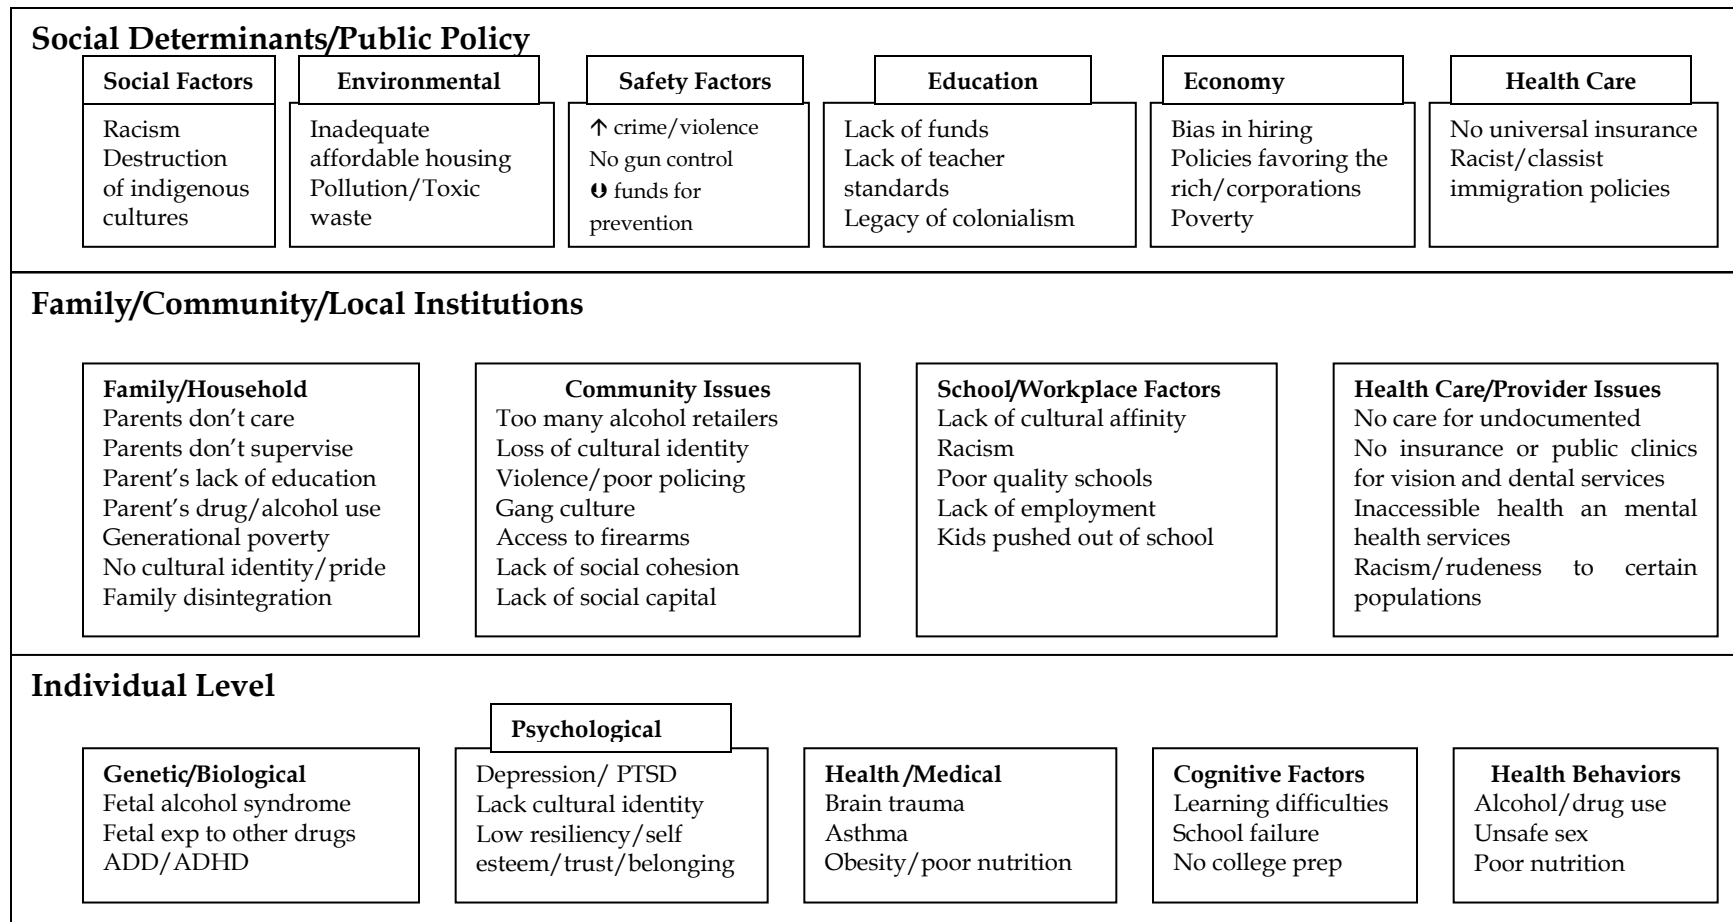 Social Determinants/Public Policy
Social Factors
Racism
Destruction
of indigenous
cultures
Environmental
Inadequate
affordable housing
Pollution/Toxic
waste
Safety Factors
↑ crime/violence
No gun control
↓ funds for
prevention
Education
Lack of funds
Lack of teacher
standards
Legacy of colonialism
Economy
Bias in hiring
Policies favoring the
rich/corporations
Poverty
Health Care
No universal insurance
Racist/classist
immigration policies
Family/Community/Local Institutions
Family/Household
Parents don't care
Parents don't supervise
Parent's lack of education
Parent's drug/alcohol use
Generational poverty
No cultural identity/pride
Family disintegration
Community Issues
Too many alcohol retailers
Loss of cultural identity
Violence/poor policing
Gang culture
Access to firearms
Lack of social cohesion
Lack of social capital
School/Workplace Factors
Lack of cultural affinity
Racism
Poor quality schools
Lack of employment
Kids pushed out of school
Health Care/Provider Issues
No care for undocumented
No insurance or public clinics
for vision and dental services
Inaccessible health an mental
health services
Racism/rudeness to certain
populations
Individual Level
Genetic/Biological
Fetal alcohol syndrome
Fetal exp to other drugs
ADD/ADHD
Psychological
Depression/ PTSD
Lack cultural identity
Low resiliency/self
esteem/trust/belonging
Health /Medical
Brain trauma
Asthma
Obesity/poor nutrition
Cognitive Factors
Learning difficulties
School failure
No college prep
Health Behaviors
Alcohol/drug use
Unsafe sex
Poor nutrition